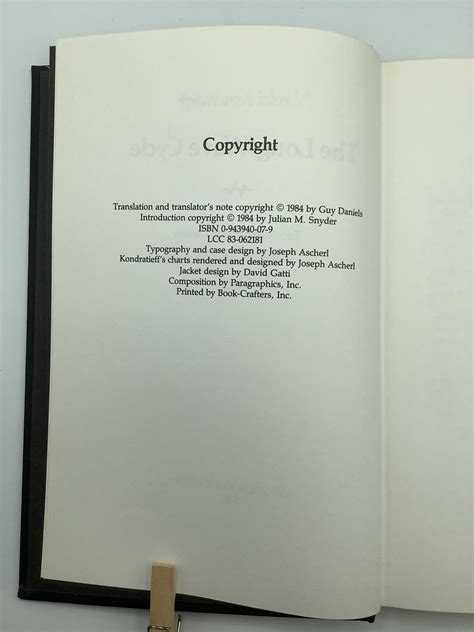 Copyright
Translation and translator's note copyright © 1984 by Guy Daniels
Introduction copyright © 1984 by Julian M. Snyder
ISBN 0-943940-07-9
LCC 83-062181
Typography and case design by Joseph Ascherl
Kondratieff's charts rendered and designed by Joseph Ascherl
Jacket design by David Gatti
Composition by Paragraphics, Inc.
Printed by Book-Crafters, Inc.